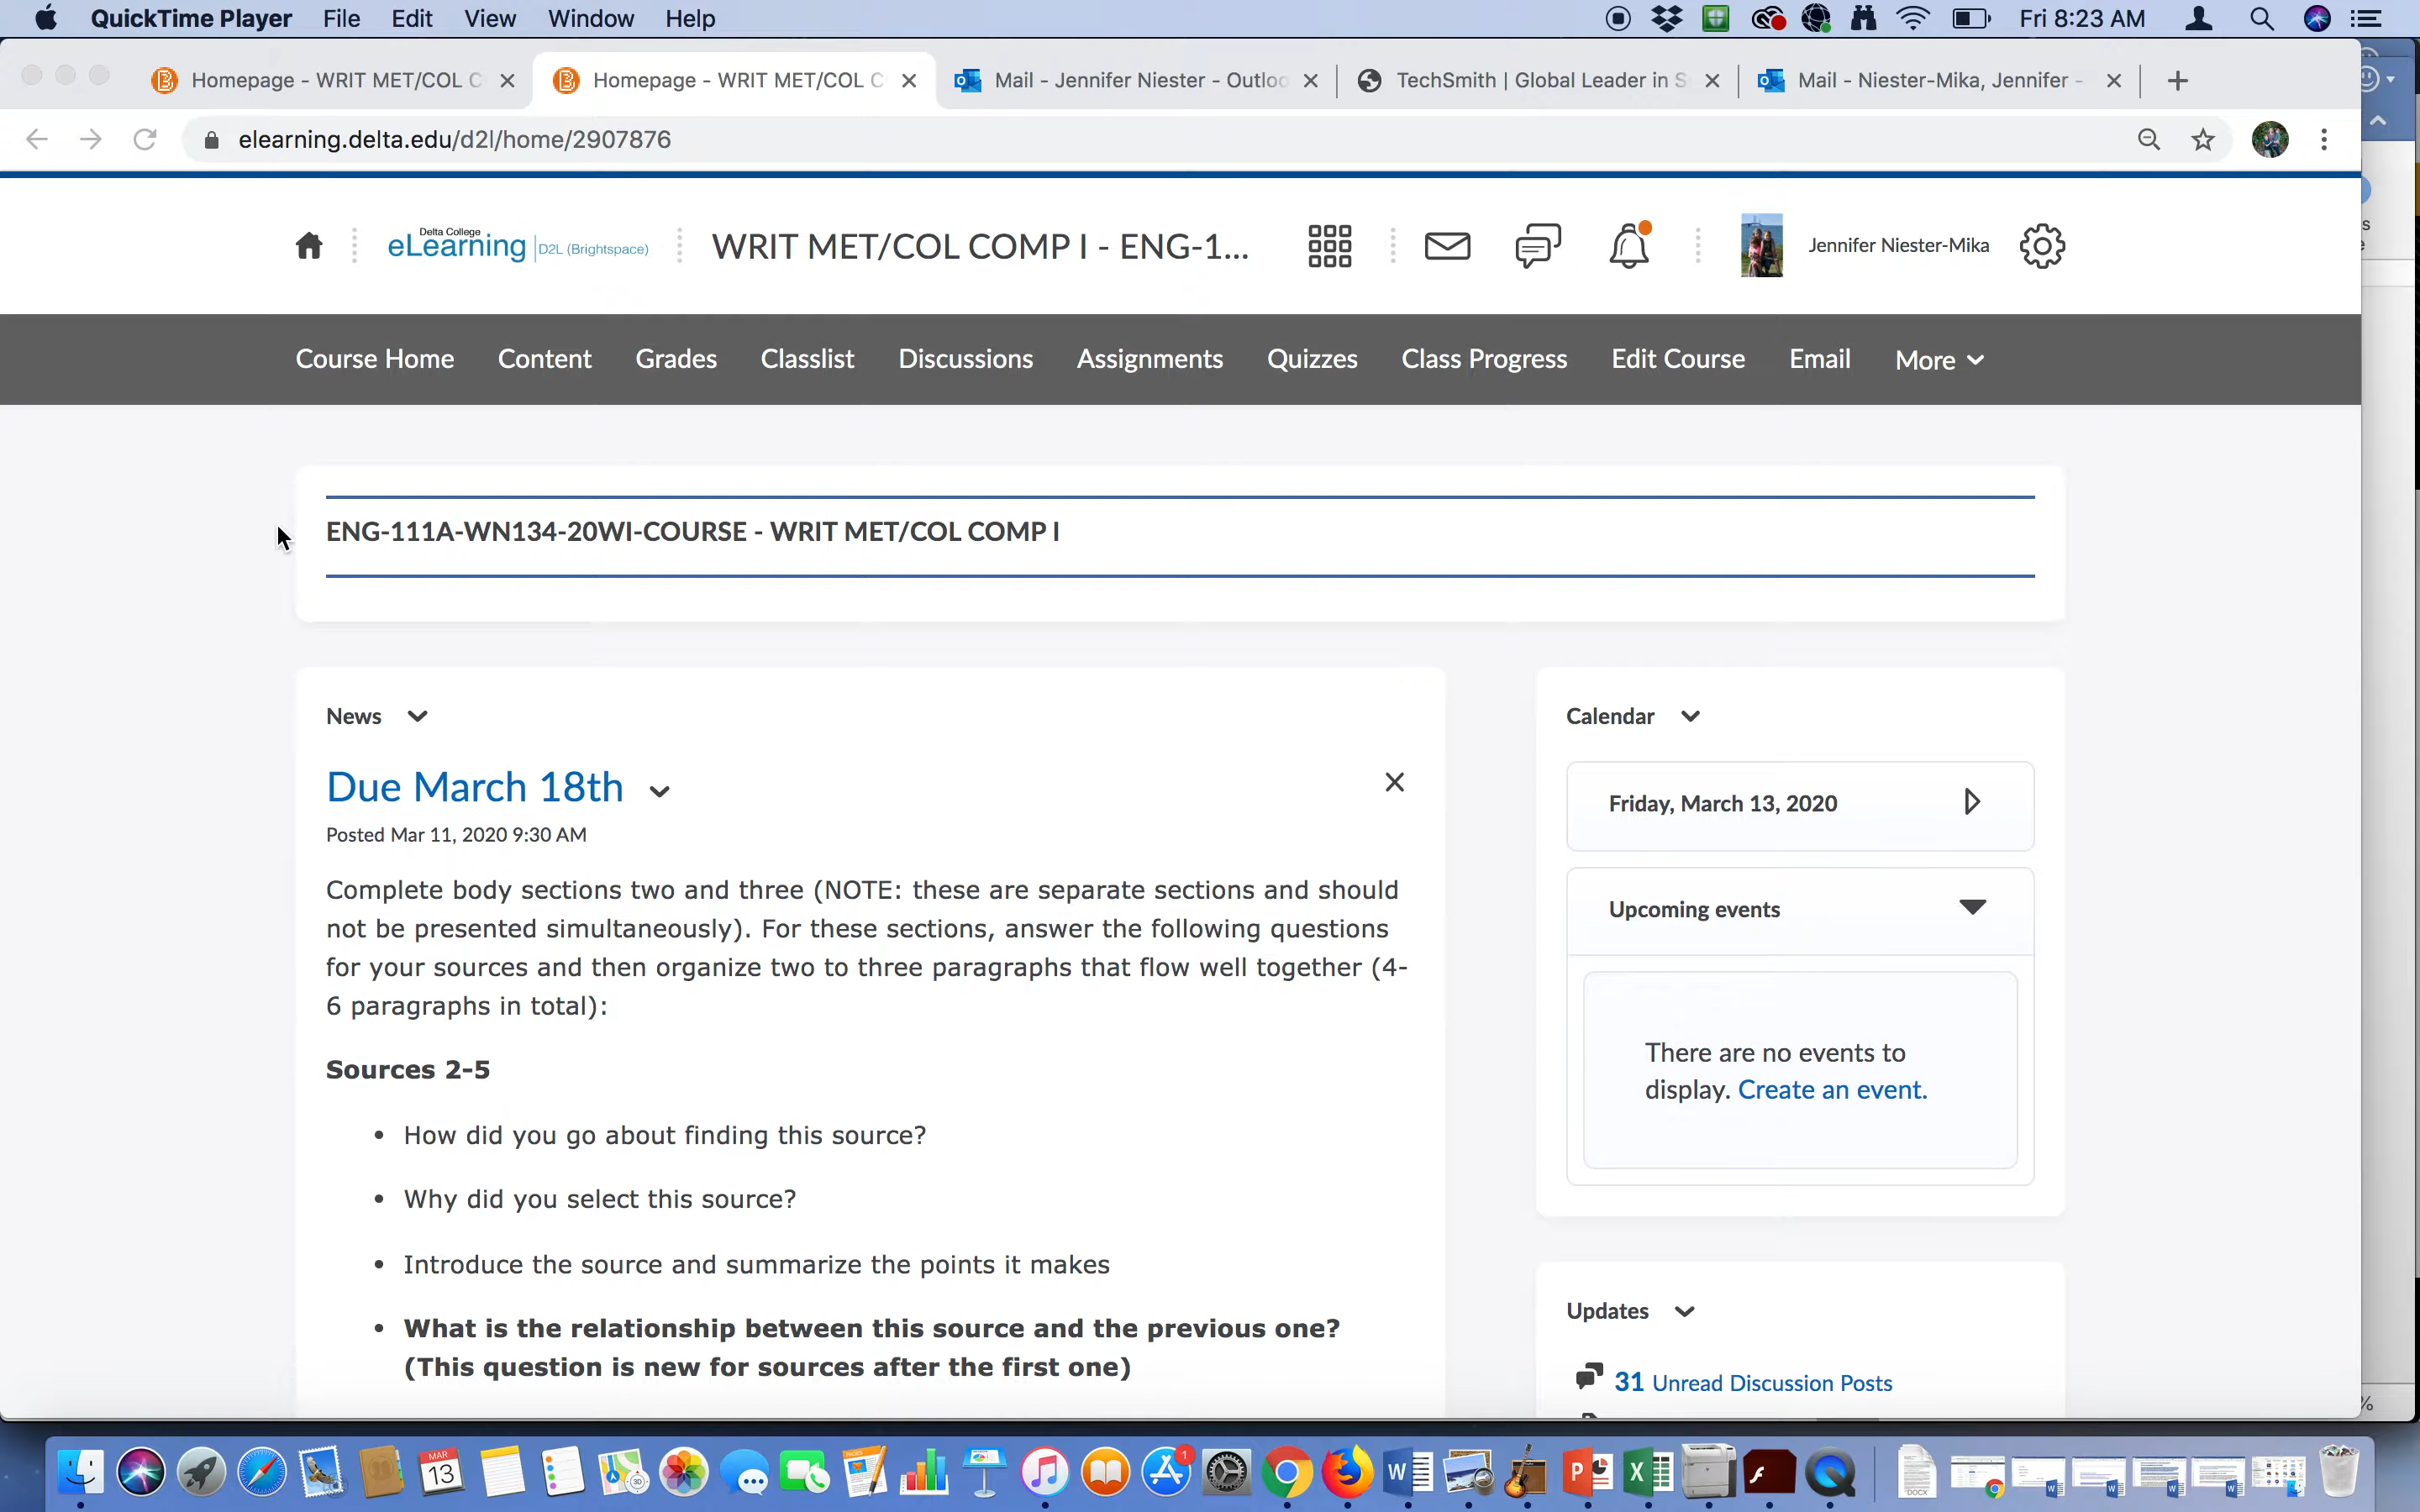 QuickTime Player File Edit View Window Help Fri 8:23 AM
Homepage - WRIT MET/COL C Homepage - WRIT MET/COL C Mail - Jennifer Niester - Outloo TechSmith | Global Leader in S Mail - Niester-Mika, Jennifer -
elearning.delta.edu/d2l/home/2907876
Delta College
eLearning D2L (Brightspace) WRIT MET/COL COMP I - ENG-1... Jennifer Niester-Mika
Course Home Content Grades Classlist Discussions Assignments Quizzes Class Progress Edit Course Email More
ENG-111A-WN134-20WI-COURSE - WRIT MET/COL COMP I
News
Due March 18th
Posted Mar 11, 2020 9:30 AM
Complete body sections two and three (NOTE: these are separate sections and should
not be presented simultaneously). For these sections, answer the following questions
for your sources and then organize two to three paragraphs that flow well together (4-
6 paragraphs in total):
Sources 2-5
• How did you go about finding this source?
• Why did you select this source?
• Introduce the source and summarize the points it makes
• What is the relationship between this source and the previous one?
(This question is new for sources after the first one)
Calendar
Friday, March 13, 2020
Upcoming events
There are no events to
display. Create an event.
Updates
31 Unread Discussion Posts
MAR
13
PAGES
1
DOCX